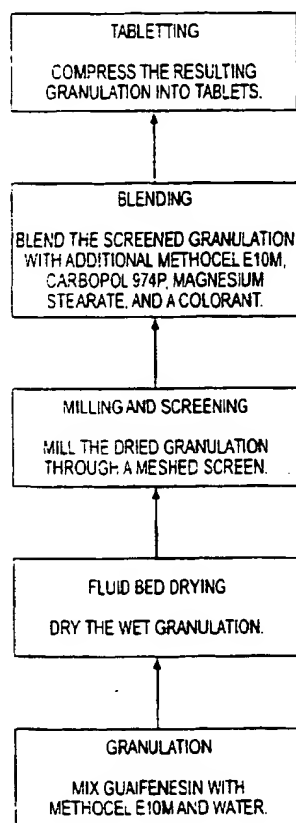 TABLETTING
COMPRESS THE RESULTING
GRANULATION INTO TABLETS.
BLENDING
BLEND THE SCREENED GRANULATION
WITH ADDITIONAL METHOCEL E10M,
CARBOPOL 974P, MAGNESIUM
STEARATE, AND A COLORANT.
MILLING AND SCREENING
MILL THE DRIED GRANULATION
THROUGH A MESHED SCREEN.
FLUID BED DRYING
DRY THE WET GRANULATION.
GRANULATION
MIX GUAIFENESIN WITH
METHOCEL E10M AND WATER.